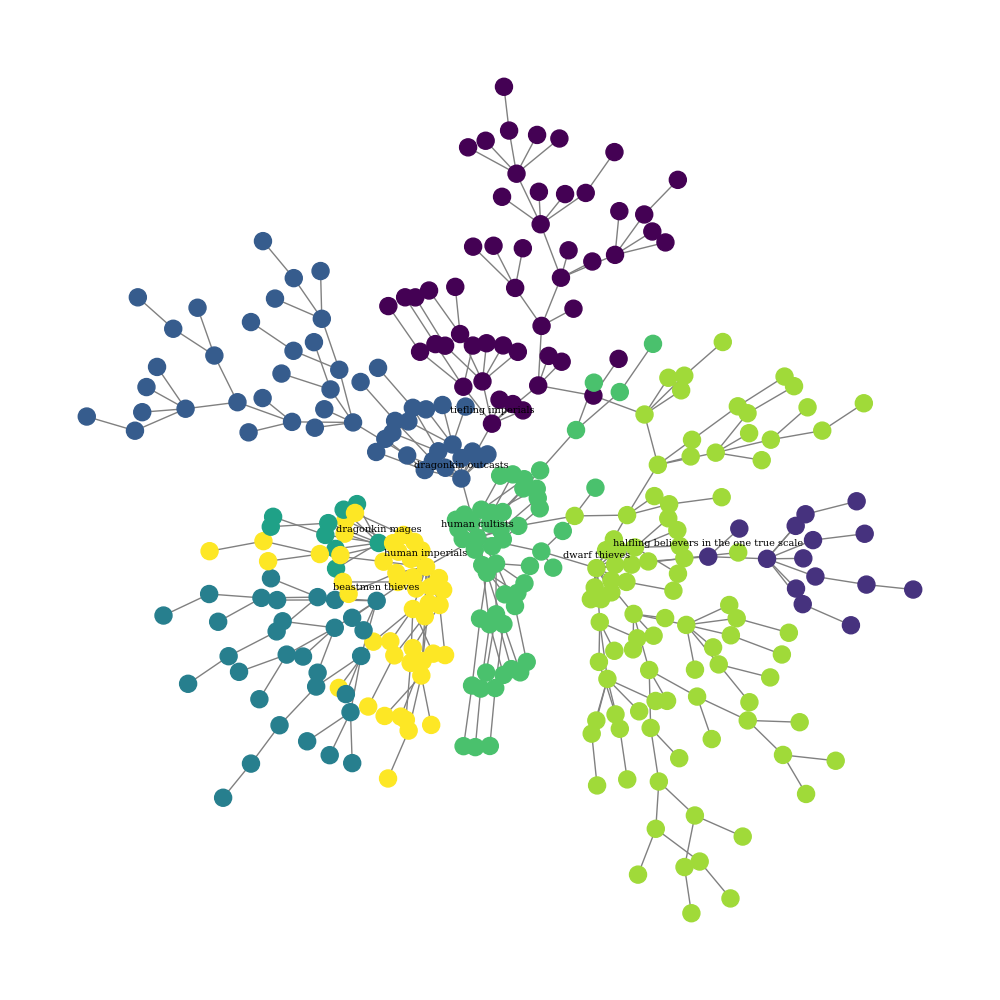 tiefling imperials
dragonkin outcasts
human cultists
dragonkin mages
halfling believers in the one true scale
human imperials
dwarf thieves
beastmen thieves